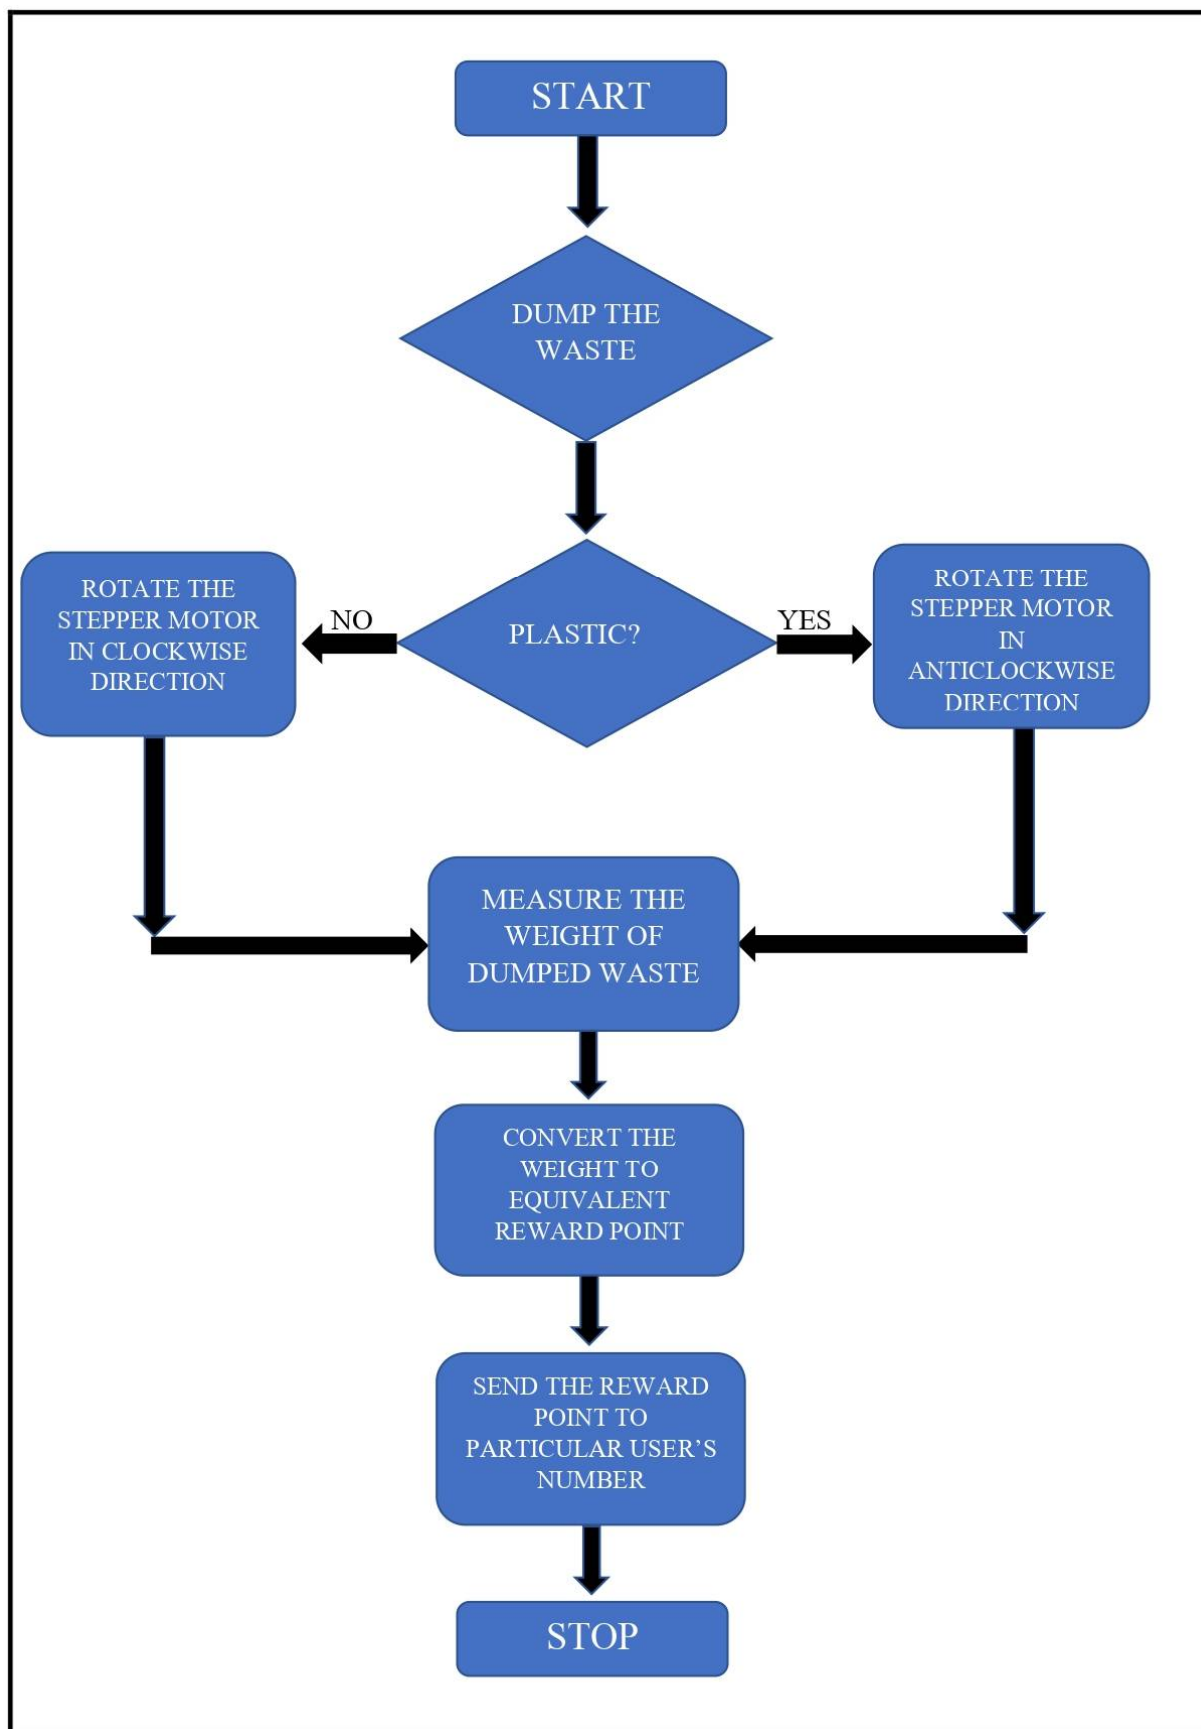 START
DUMP THE
WASTE
ROTATE THE
STEPPER MOTOR
IN CLOCKWISE
DIRECTION
NO
PLASTIC?
YES
ROTATE THE
STEPPER MOTOR
IN
ANTICLOCKWISE
DIRECTION
MEASURE THE
WEIGHT OF
DUMPED WASTE
CONVERT THE
WEIGHT TO
EQUIVALENT
REWARD POINT
SEND THE REWARD
POINT TO
PARTICULAR USER’S
NUMBER
STOP